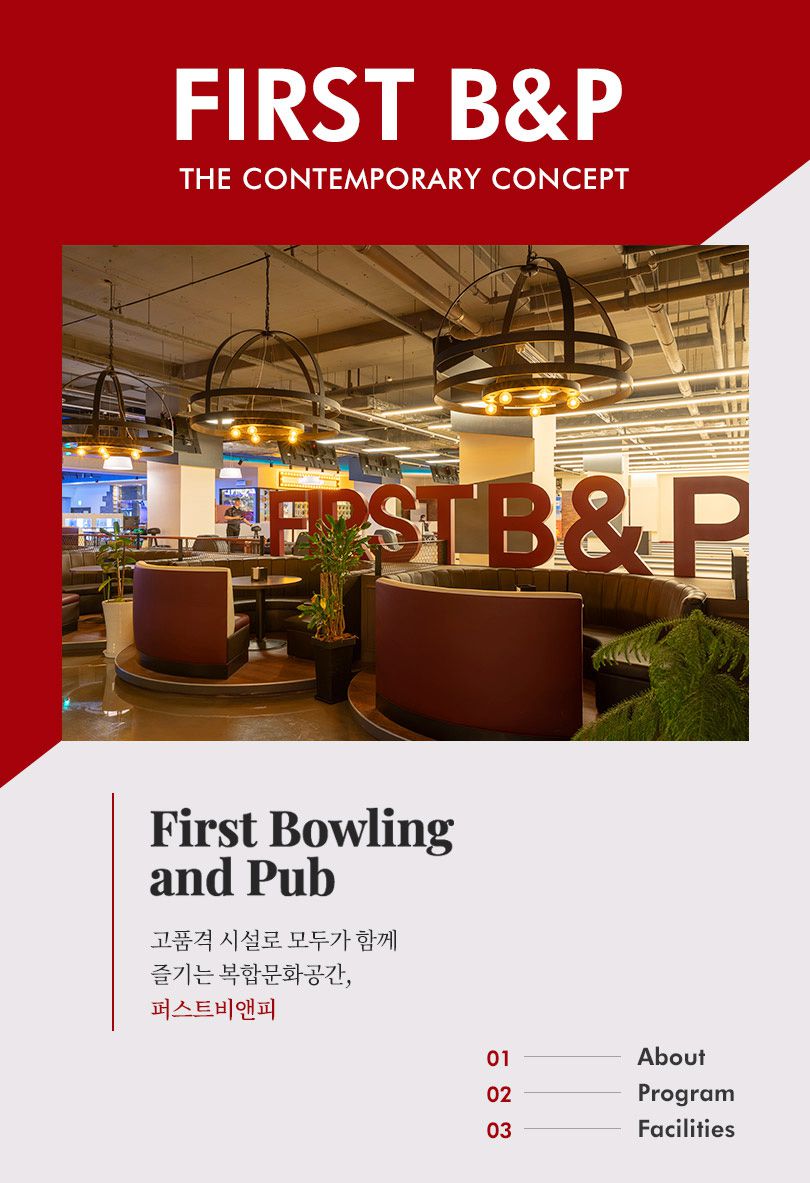 FIRST B&P
THE CONTEMPORARY CONCEPT
FIRST B & P
First Bowling
and Pub
고품격 시설로 모두가 함께
즐기는 복합문화공간,
퍼스트비앤피
01 About
02 Program
03 Facilities